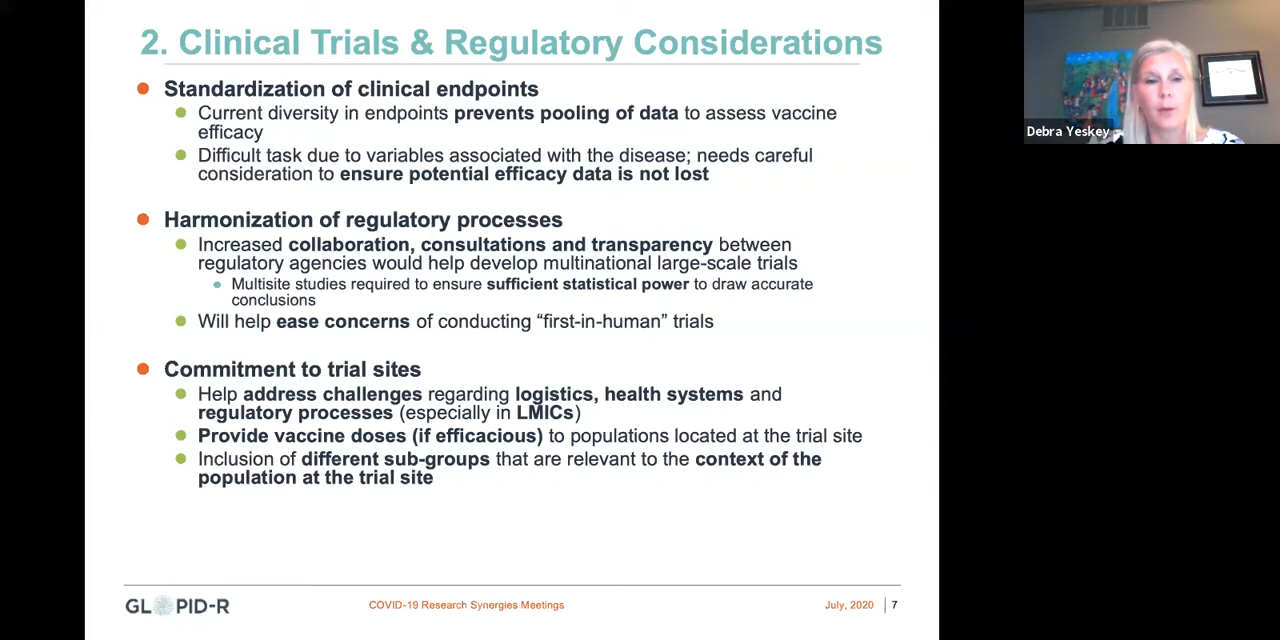 2. Clinical Trials & Regulatory Considerations
Standardization of clinical endpoints
Current diversity in endpoints prevents pooling of data to assess vaccine
efficacy
Difficult task due to variables associated with the disease; needs careful
consideration to ensure potential efficacy data is not lost
Harmonization of regulatory processes
Increased collaboration, consultations and transparency between
regulatory agencies would help develop multinational large-scale trials
Multisite studies required to ensure sufficient statistical power to draw accurate
conclusions
Will help ease concerns of conducting “first-in-human” trials
Commitment to trial sites
Help address challenges regarding logistics, health systems and
regulatory processes (especially in LMICs)
Provide vaccine doses (if efficacious) to populations located at the trial site
Inclusion of different sub-groups that are relevant to the context of the
population at the trial site
GLOPID-R
COVID-19 Research Synergies Meetings
July, 2020 7
Debra Yeskey